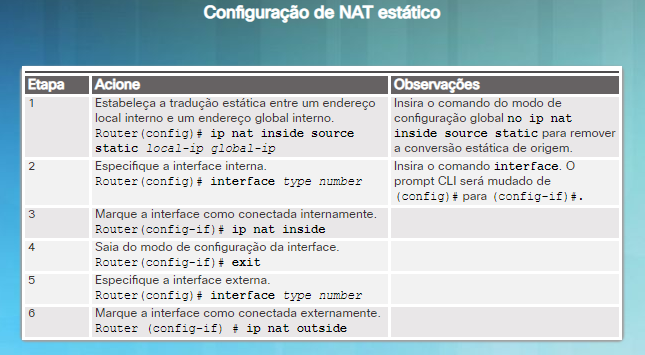 Configuração de NAT estático
Etapa Acione Observações
1 Estabeleça a tradução estática entre um endereço
local interno e um endereço global interno.
Router(config)# ip nat inside source
static local-ip global-ip
Insira o comando do modo de
configuração global no ip nat
inside source static para remover
a conversão estática de origem.
2 Especifique a interface interna.
Router(config)# interface type number
Insira o comando interface. O
prompt CLI será mudado de
(config)# para (config-if)#.
3 Marque a interface como conectada internamente.
Router(config-if)# ip nat inside
4 Saia do modo de configuração da interface.
Router(config-if)# exit
5 Especifique a interface externa.
Router(config)# interface type number
6 Marque a interface como conectada externamente.
Router (config-if) # ip nat outside